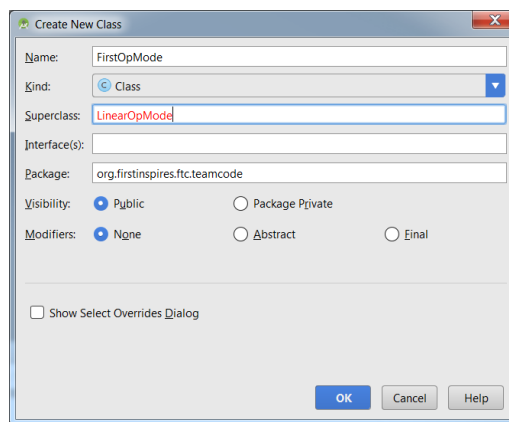 Create New Class
Name: FirstOpMode
Kind: C Class
Superclass: LinearOpMode
Interface(s):
Package: org.firstinspires.ftc.teamcode
Visibility: Public Package Private
Modifiers: None Abstract Final
Show Select Overrides Dialog
OK Cancel Help